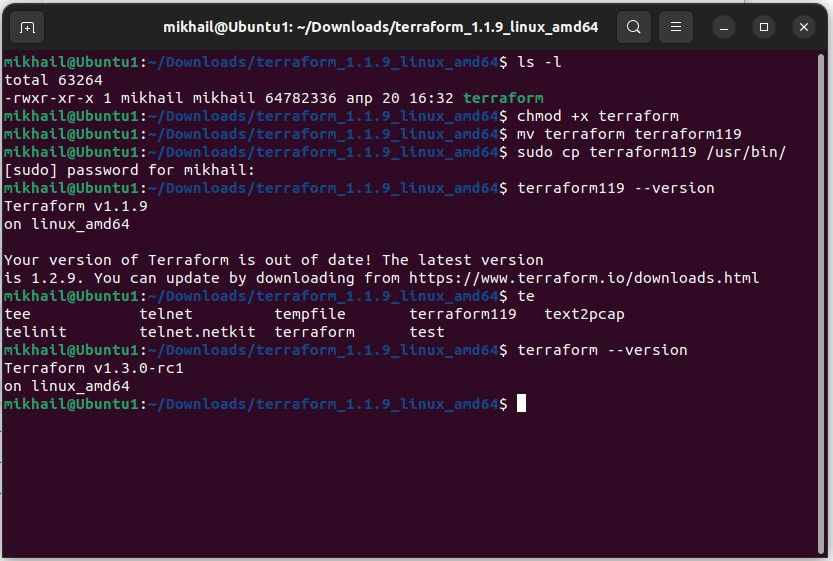 mikhail@Ubuntu1: ~/Downloads/terraform_1.1.9_linux_amd64
mikhail@Ubuntu1:~/Downloads/terraform_1.1.9_linux_amd64$ ls -l
total 63264
-rwxr-xr-x 1 mikhail mikhail 64782336 апр 20 16:32 terraform
mikhail@Ubuntu1:~/Downloads/terraform_1.1.9_linux_amd64$ chmod +x terraform
mikhail@Ubuntu1:~/Downloads/terraform_1.1.9_linux_amd64$ mv terraform terraform119
mikhail@Ubuntu1:~/Downloads/terraform_1.1.9_linux_amd64$ sudo cp terraform119 /usr/bin/
[sudo] password for mikhail:
mikhail@Ubuntu1:~/Downloads/terraform_1.1.9_linux_amd64$ terraform119 --version
Terraform v1.1.9
on linux_amd64

Your version of Terraform is out of date! The latest version
is 1.2.9. You can update by downloading from https://www.terraform.io/downloads.html
mikhail@Ubuntu1:~/Downloads/terraform_1.1.9_linux_amd64$ te
tee            telnet         tempfile       terraform119   text2pcap
telinit        telnet.netkit  terraform      test
mikhail@Ubuntu1:~/Downloads/terraform_1.1.9_linux_amd64$ terraform --version
Terraform v1.3.0-rc1
on linux_amd64
mikhail@Ubuntu1:~/Downloads/terraform_1.1.9_linux_amd64$